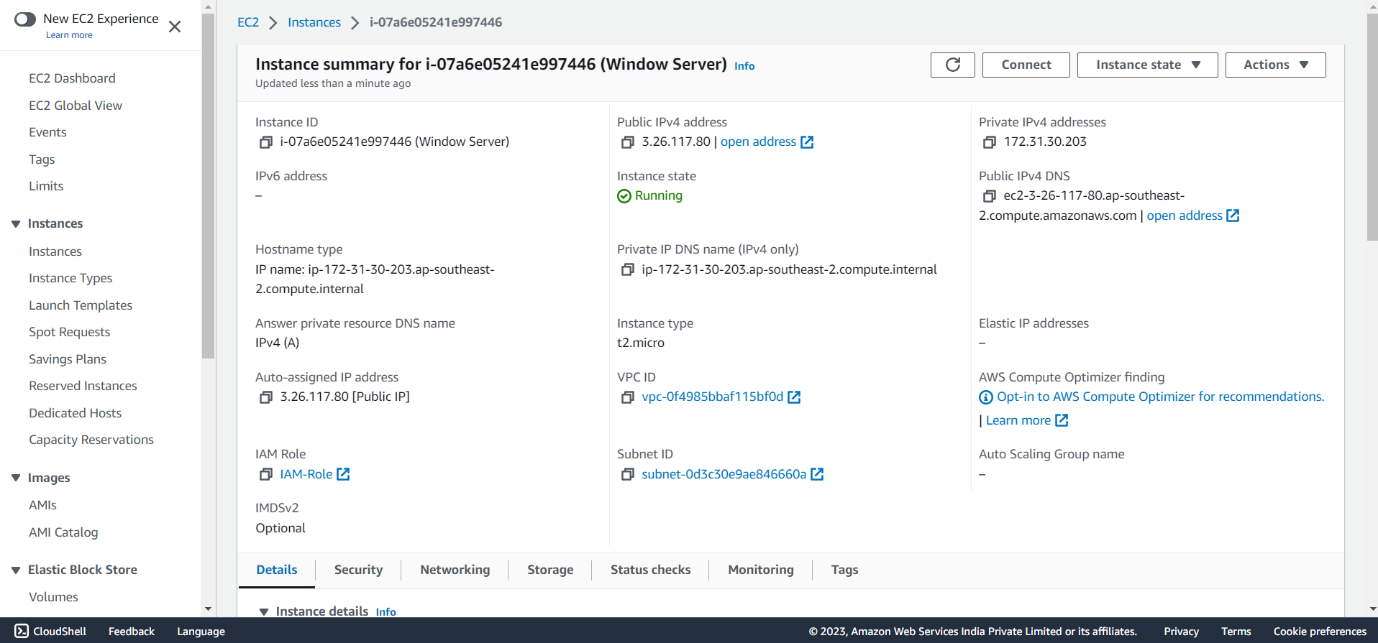 New EC2 Experience
Learn more
EC2 Dashboard
EC2 Global View
Events
Tags
Limits
Instances
Instances
Instance Types
Launch Templates
Spot Requests
Savings Plans
Reserved Instances
Dedicated Hosts
Capacity Reservations
Images
AMIs
AMI Catalog
Elastic Block Store
Volumes
EC2 Instances i-07a6e05241e997446
Instance summary for i-07a6e05241e997446 (Window Server) Info
Updated less than a minute ago
Connect
Instance state
Actions
Instance ID
i-07a6e05241e997446 (Window Server)
Public IPv4 address
3.26.117.80 | open address
Private IPv4 addresses
172.31.30.203
IPv6 address
–
Instance state
Running
Public IPv4 DNS
ec2-3-26-117-80.ap-southeast-
2.compute.amazonaws.com | open address
Hostname type
IP name: ip-172-31-30-203.ap-southeast-
2.compute.internal
Private IP DNS name (IPv4 only)
ip-172-31-30-203.ap-southeast-2.compute.internal
Answer private resource DNS name
IPv4 (A)
Instance type
t2.micro
Elastic IP addresses
–
Auto-assigned IP address
3.26.117.80 [Public IP]
VPC ID
vpc-0f4985bbaf115bf0d
AWS Compute Optimizer finding
Opt-in to AWS Compute Optimizer for recommendations.
| Learn more
IAM Role
IAM-Role
Subnet ID
subnet-0d3c30e9ae846660a
Auto Scaling Group name
–
IMDSv2
Optional
Details Security Networking Storage Status checks Monitoring Tags
Instance details Info
CloudShell Feedback Language © 2023, Amazon Web Services India Private Limited or its affiliates. Privacy Terms Cookie preferences